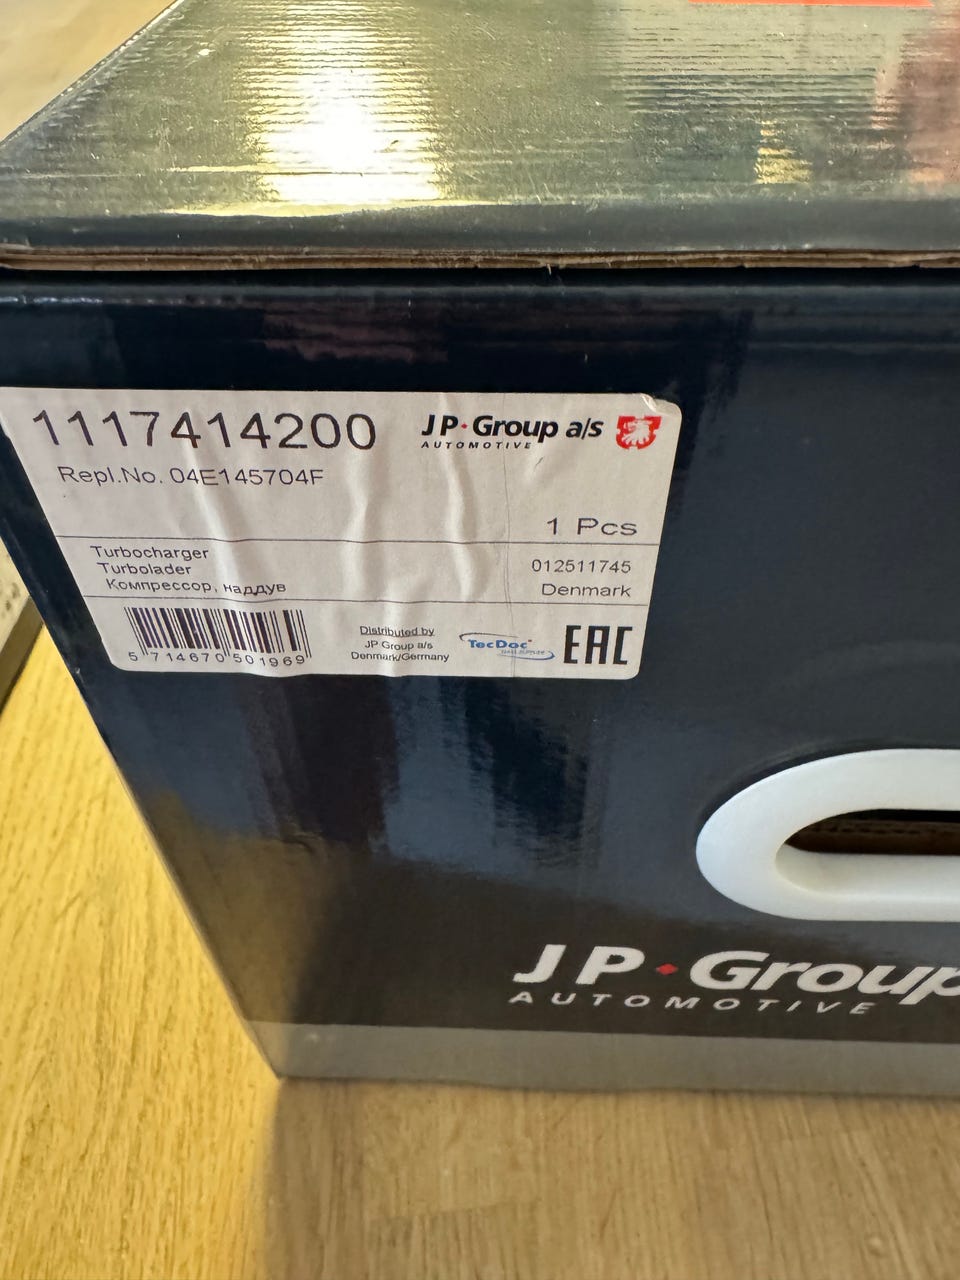 1117414200
JP Group a/s
AUTOMOTIVE
Repl.No. 04E145704F
1 Pcs
Turbocharger
Turbolader
Компрессор, наддув
012511745
Denmark
5 714670 501969
Distributed by
JP Group a/s
Denmark/Germany
TecDoc
EAC
JP Group
AUTOMOTIVE